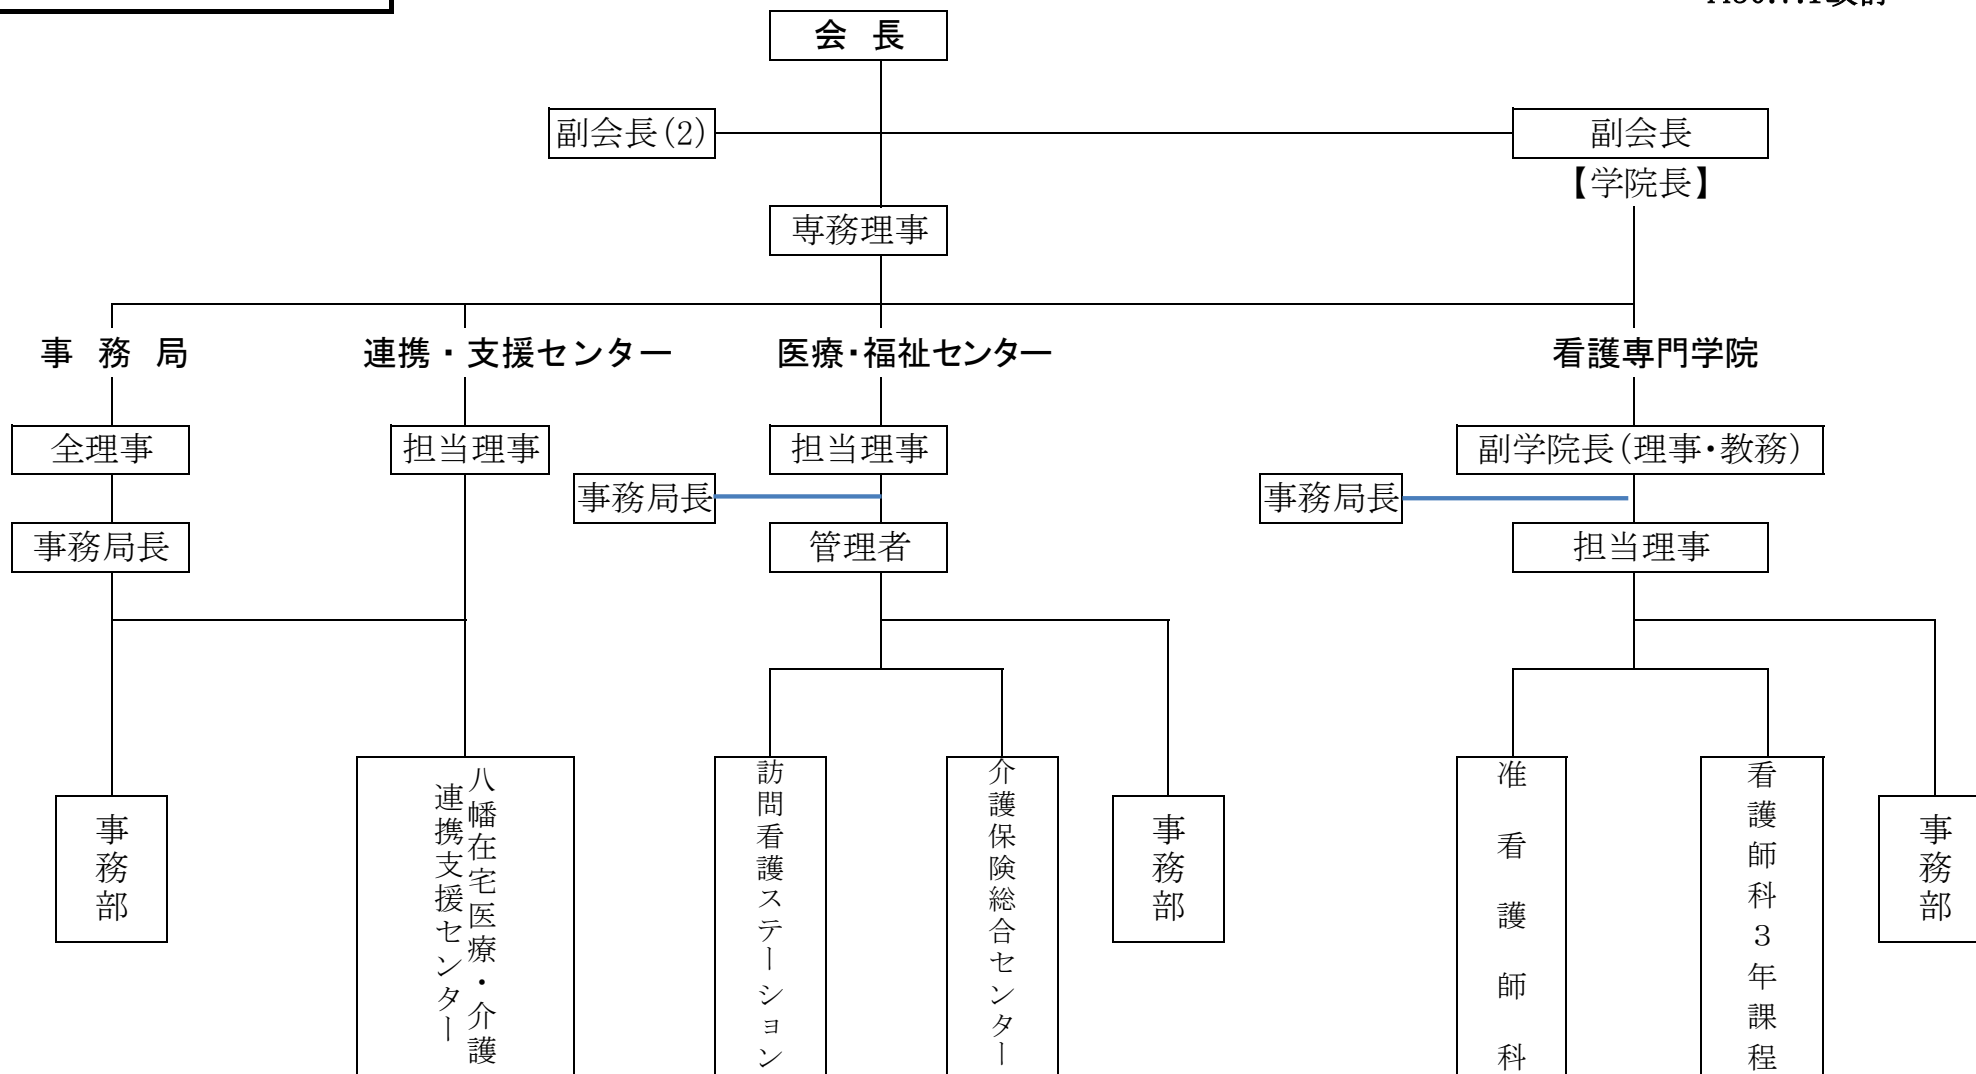 会 長
副会長(2)
副会長
【学院長】
専務理事
事 務 局
連携・支援センター
医療・福祉センター
看護専門学院
全理事
担当理事
担当理事
副学院長(理事・教務)
事務局長
事務局長
事務局長
管理者
担当理事
事務部
八幡在宅医療・介護
連携支援センター
訪問看護ステーション
介護保険総合センター
事務部
准看護師科
看護師科3年課程
事務部